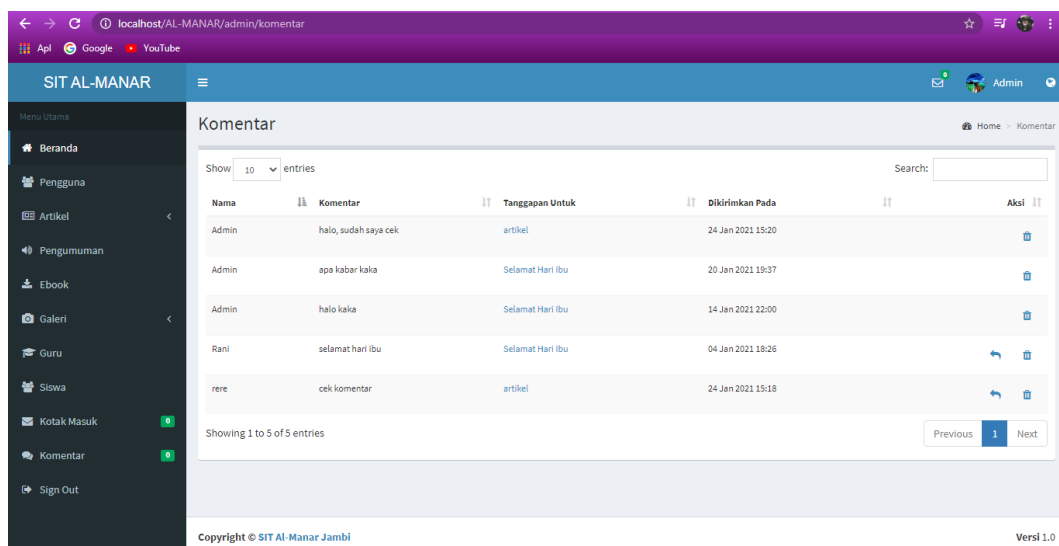 localhost/AL-MANAR/admin/komentar
Apl Google YouTube
SIT AL-MANAR
0 Admin
Menu Utama
Beranda
Pengguna
Artikel
Pengumuman
Ebook
Galeri
Guru
Siswa
Kotak Masuk 0
Komentar 0
Sign Out
Komentar
Home > Komentar
Show 10 entries Search:
Nama Komentar Tanggapan Untuk Dikirimkan Pada Aksi
Admin halo, sudah saya cek artikel 24 Jan 2021 15:20
Admin apa kabar kaka Selamat Hari Ibu 20 Jan 2021 19:37
Admin halo kaka Selamat Hari Ibu 14 Jan 2021 22:00
Rani selamat hari ibu Selamat Hari Ibu 04 Jan 2021 18:26
rere cek komentar artikel 24 Jan 2021 15:18
Showing 1 to 5 of 5 entries Previous 1 Next
Copyright © SIT Al-Manar Jambi Versi 1.0